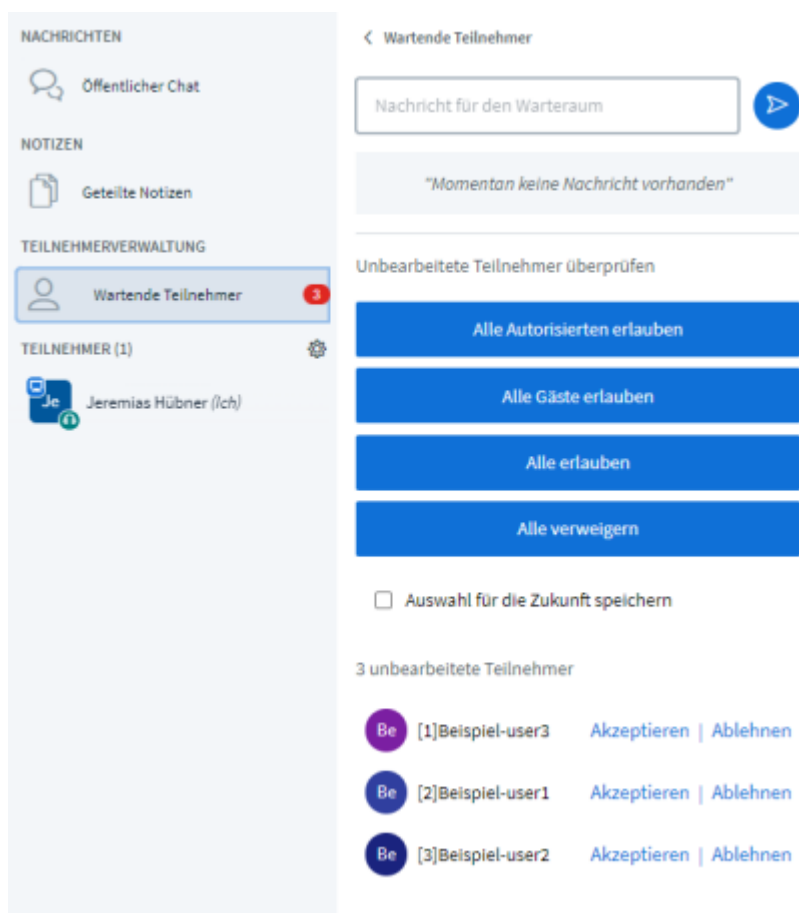 NACHRICHTEN
Öffentlicher Chat
NOTIZEN
Geteilte Notizen
TEILNEHMERVERWALTUNG
Wartende Teilnehmer
3
TEILNEHMER (1)
Je
Jeremias Hübner (Ich)
Wartende Teilnehmer
Nachricht für den Warteraum
"Momentan keine Nachricht vorhanden"
Unbearbeitete Teilnehmer überprüfen
Alle Autorisierten erlauben
Alle Gäste erlauben
Alle erlauben
Alle verweigern
Auswahl für die Zukunft speichern
3 unbearbeitete Teilnehmer
Be [1]Beispiel-user3 Akzeptieren | Ablehnen
Be [2]Beispiel-user1 Akzeptieren | Ablehnen
Be [3]Beispiel-user2 Akzeptieren | Ablehnen